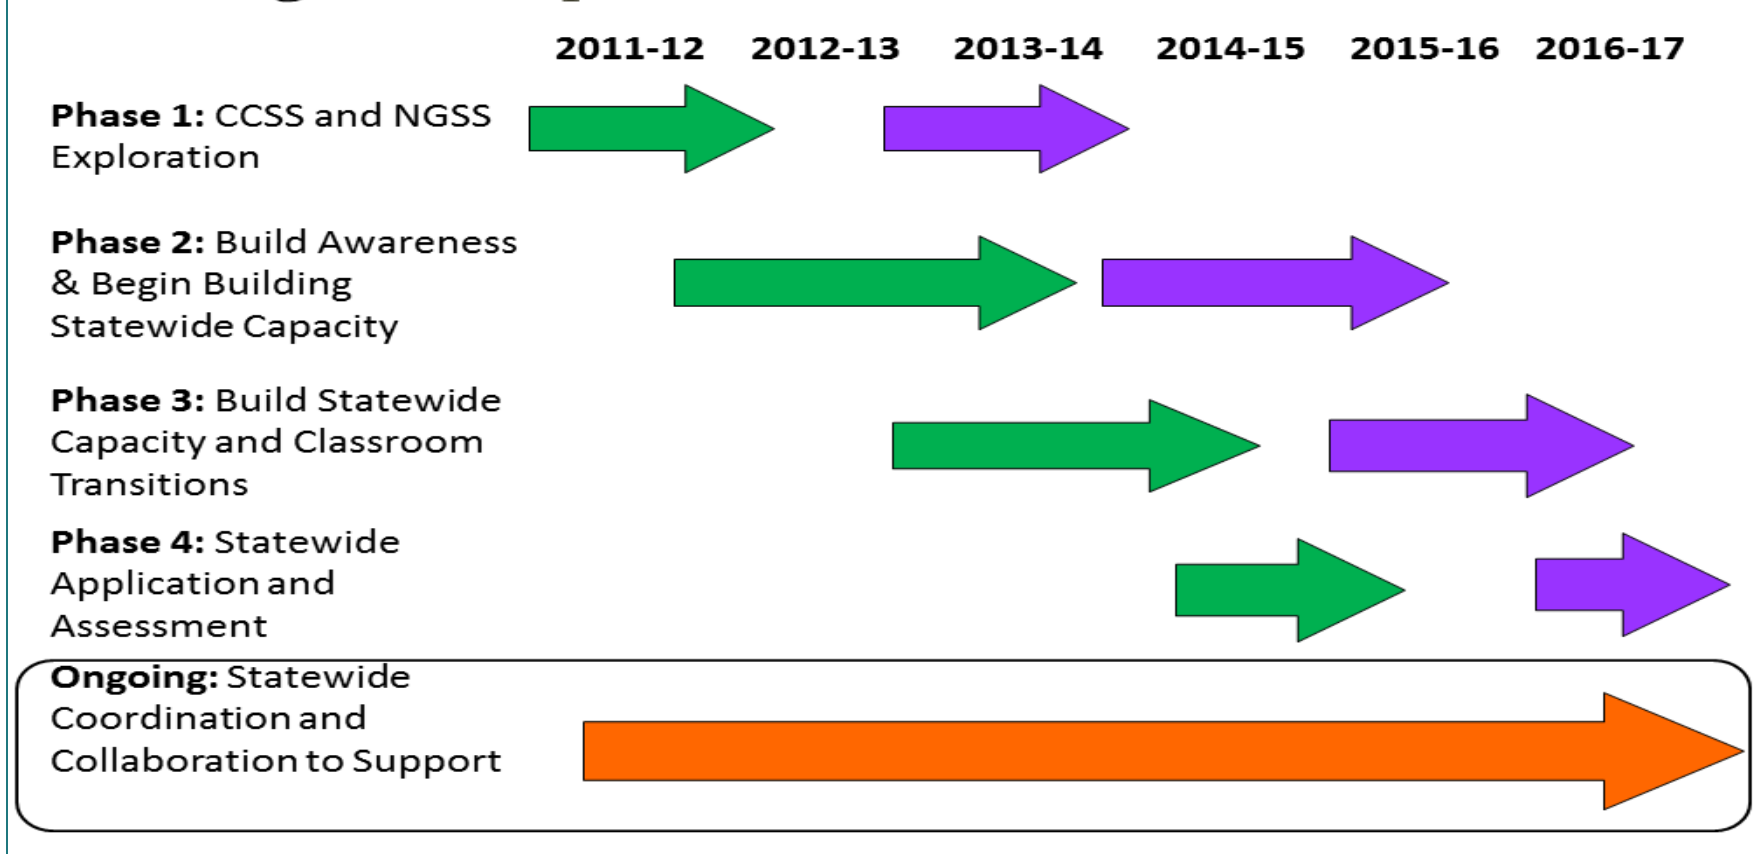 2011-12 2012-13 2013-14 2014-15 2015-16 2016-17
Phase 1: CCSS and NGSS
Exploration
Phase 2: Build Awareness
& Begin Building
Statewide Capacity
Phase 3: Build Statewide
Capacity and Classroom
Transitions
Phase 4: Statewide
Application and
Assessment
Ongoing: Statewide
Coordination and
Collaboration to Support